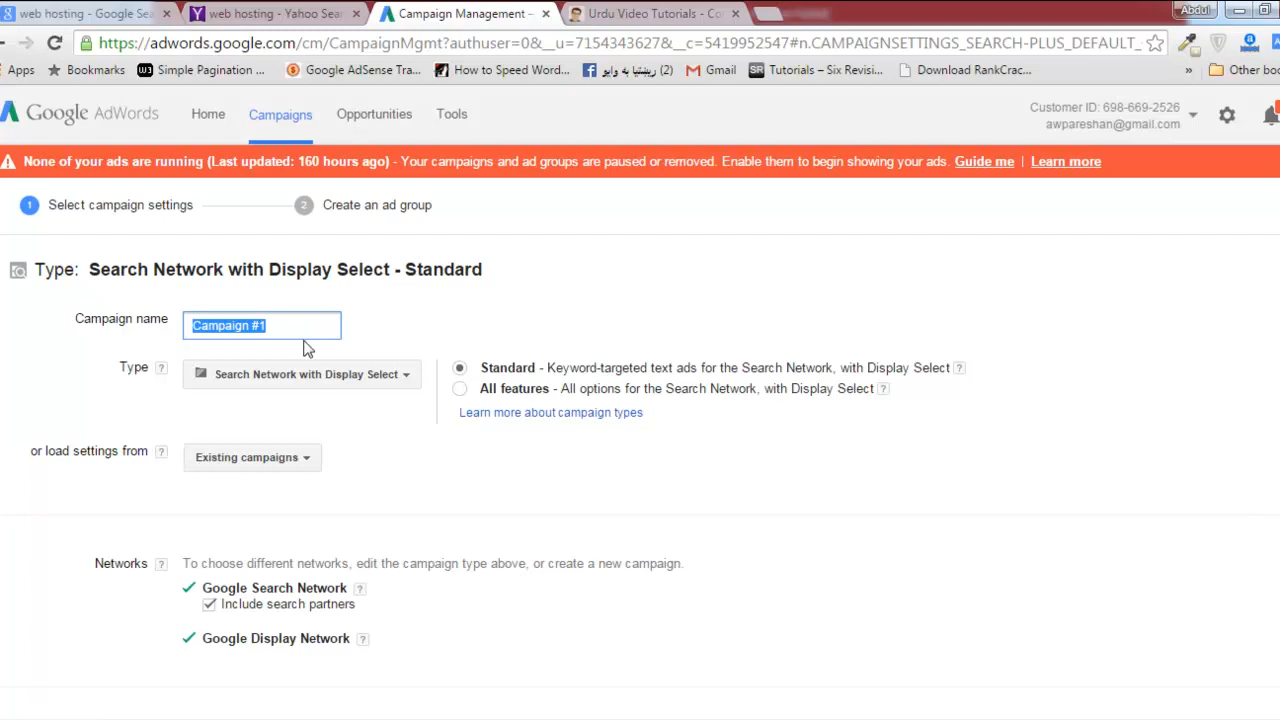 web hosting - Google Sea
web hosting - Yahoo Sear
Campaign Management –
Urdu Video Tutorials - Co
Abdul
https://adwords.google.com/cm/CampaignMgmt?authuser=0&__u=7154343627&__c=5419952547#n.CAMPAIGNSETTINGS_SEARCH-PLUS_DEFAULT_
Apps
Bookmarks
W3 Simple Pagination ...
Google AdSense Tra...
How to Speed Word...
(2)
Gmail
SR Tutorials – Six Revisi...
Download RankCrac...
»
Other boo
Google AdWords
Home
Campaigns
Opportunities
Tools
Customer ID: 698-669-2526
awpareshan@gmail.com
None of your ads are running (Last updated: 160 hours ago) - Your campaigns and ad groups are paused or removed. Enable them to begin showing your ads. Guide me | Learn more
1 Select campaign settings
2 Create an ad group
Type: Search Network with Display Select - Standard
Campaign name
Campaign #1
Type ?
Search Network with Display Select
Standard - Keyword-targeted text ads for the Search Network, with Display Select ?
All features - All options for the Search Network, with Display Select ?
Learn more about campaign types
or load settings from ?
Existing campaigns
Networks ?
To choose different networks, edit the campaign type above, or create a new campaign.
Google Search Network ?
Include search partners
Google Display Network ?